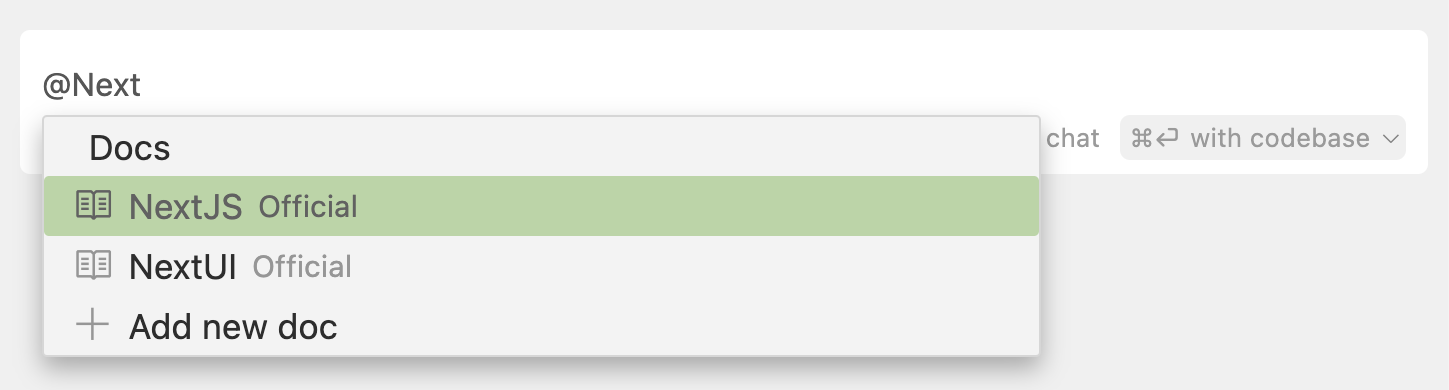 @Next
Docs
chat ⌘⏎ with codebase
NextJS Official
NextUI Official
Add new doc